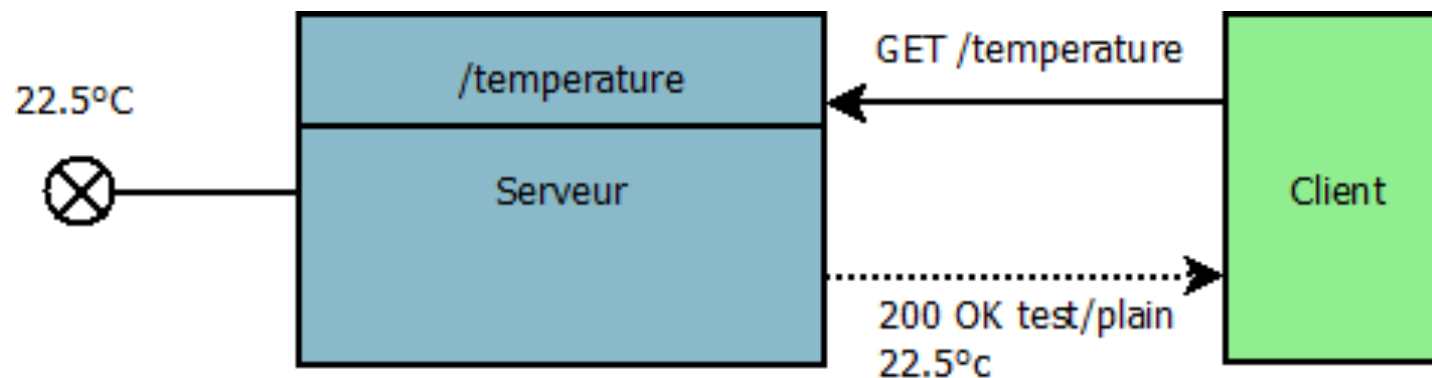 22.5°C
/temperature
Serveur
GET /temperature
Client
200 OK test/plain
22.5°c